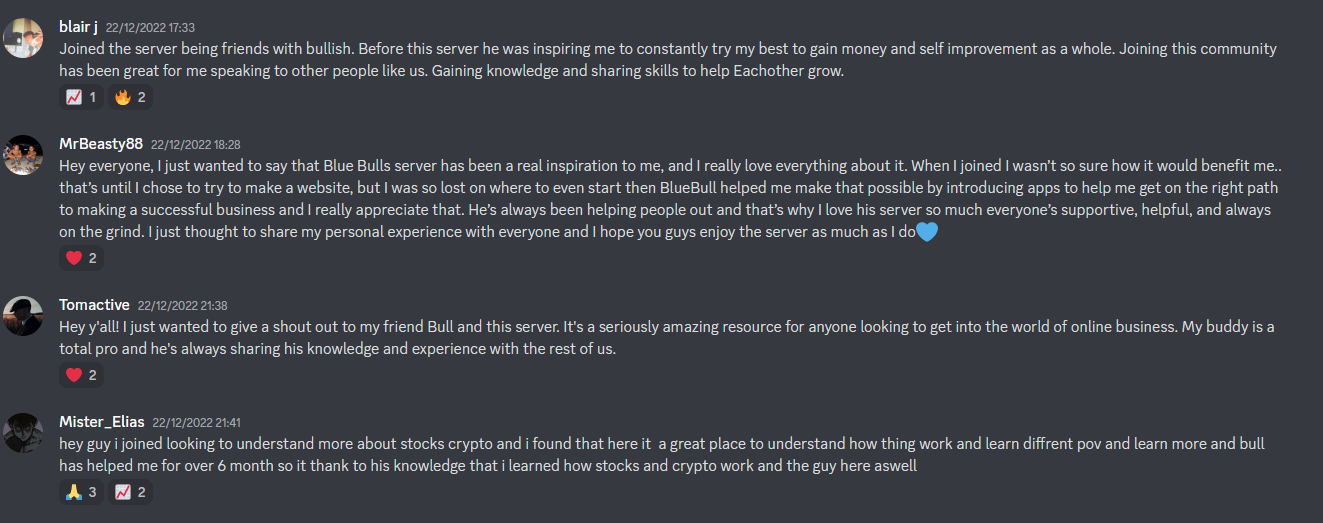 blair j 22/12/2022 17:33
Joined the server being friends with bullish. Before this server he was inspiring me to constantly try my best to gain money and self improvement as a whole. Joining this community
has been great for me speaking to other people like us. Gaining knowledge and sharing skills to help Eachother grow.
1 2
MrBeasty88 22/12/2022 18:28
Hey everyone, I just wanted to say that Blue Bulls server has been a real inspiration to me, and I really love everything about it. When I joined I wasn't so sure how it would benefit me..
that's until I chose to try to make a website, but I was so lost on where to even start then BlueBull helped me make that possible by introducing apps to help me get on the right path
to making a successful business and I really appreciate that. He's always been helping people out and that's why I love his server so much everyone's supportive, helpful, and always
on the grind. I just thought to share my personal experience with everyone and I hope you guys enjoy the server as much as I do💙
2
Tomactive 22/12/2022 21:38
Hey y'all! I just wanted to give a shout out to my friend Bull and this server. It's a seriously amazing resource for anyone looking to get into the world of online business. My buddy is a
total pro and he's always sharing his knowledge and experience with the rest of us.
2
Mister_Elias 22/12/2022 21:41
hey guy i joined looking to understand more about stocks crypto and i found that here it a great place to understand how thing work and learn diffrent pov and learn more and bull
has helped me for over 6 month so it thank to his knowledge that i learned how stocks and crypto work and the guy here aswell
3 2